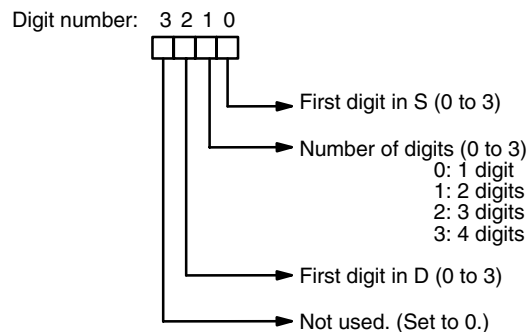 Digit number: 3 2 1 0
First digit in S (0 to 3)
Number of digits (0 to 3)
0: 1 digit
1: 2 digits
2: 3 digits
3: 4 digits
First digit in D (0 to 3)
Not used. (Set to 0.)